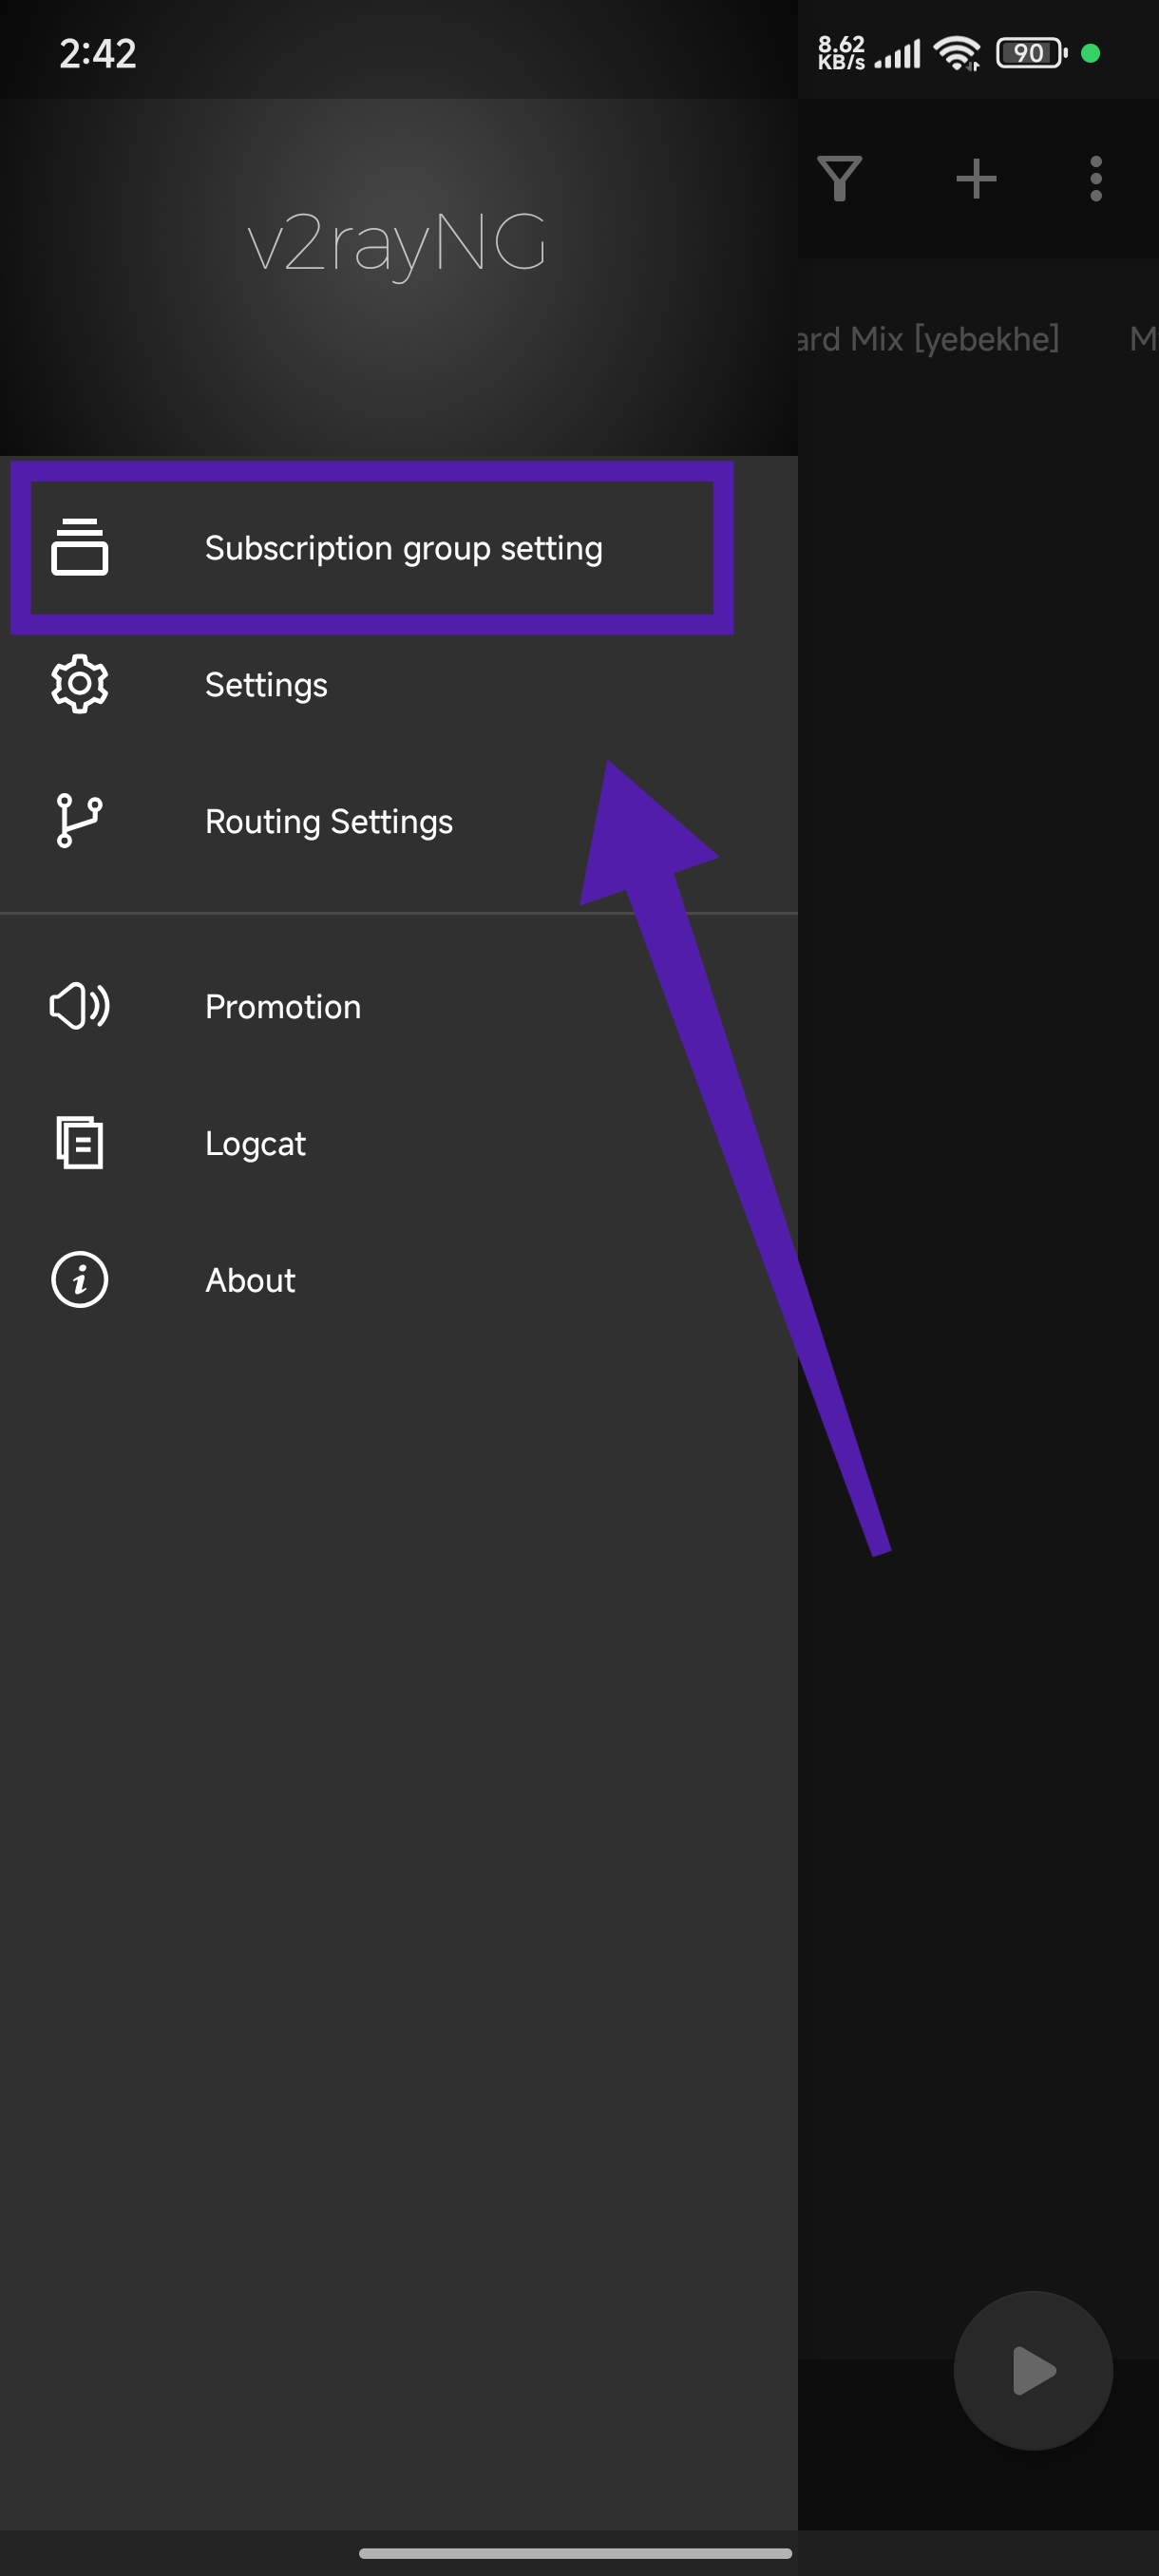 2:42
8.62
KB/s
90
v2rayNG
ard Mix [yebekhe] M
Subscription group setting
Settings
Routing Settings
Promotion
Logcat
About